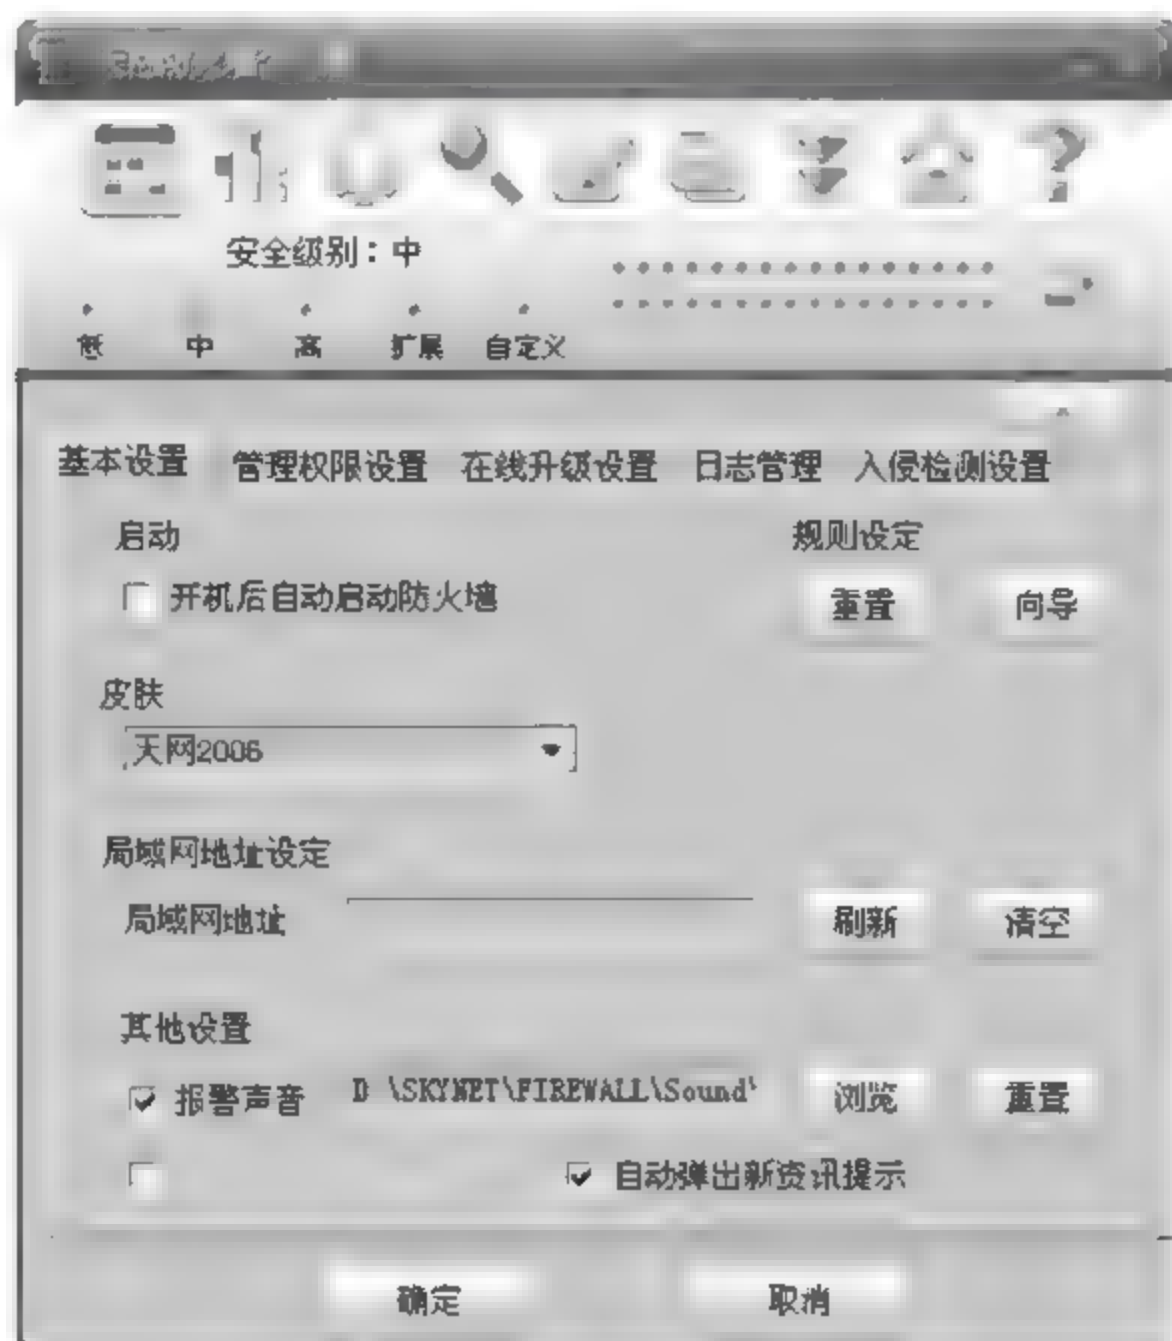 安全级别：中
低 中 高 扩展 自定义
基本设置 管理权限设置 在线升级设置 日志管理 入侵检测设置
启动 规则设定
开机后自动启动防火墙 重置 向导
皮肤
天网2006
局域网地址设定
局域网地址 刷新 清空
其他设置
报警声音 D \SKYNET\FIREWALL\Sound\ 浏览 重置
自动弹出新资讯提示
确定 取消